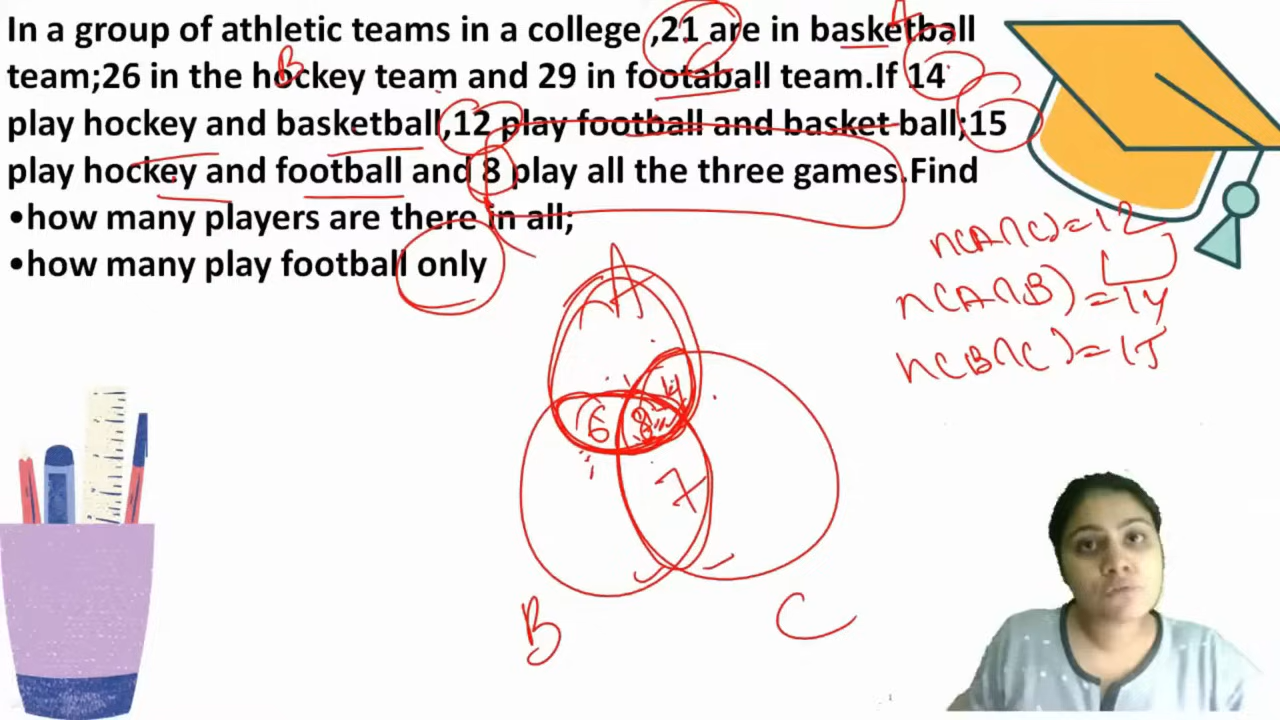 In a group of athletic teams in a college ,21 are in basketball
team;26 in the hockey team and 29 in footaball team.If 14
play hockey and basketball,12 play football and basket ball;15
play hockey and football and 8 play all the three games.Find
•how many players are there in all;
•how many play football only
A
B
n(A∩C)=12
n(A∩B)=14
n(B∩C)=15
A
4
6
8
7
B
C